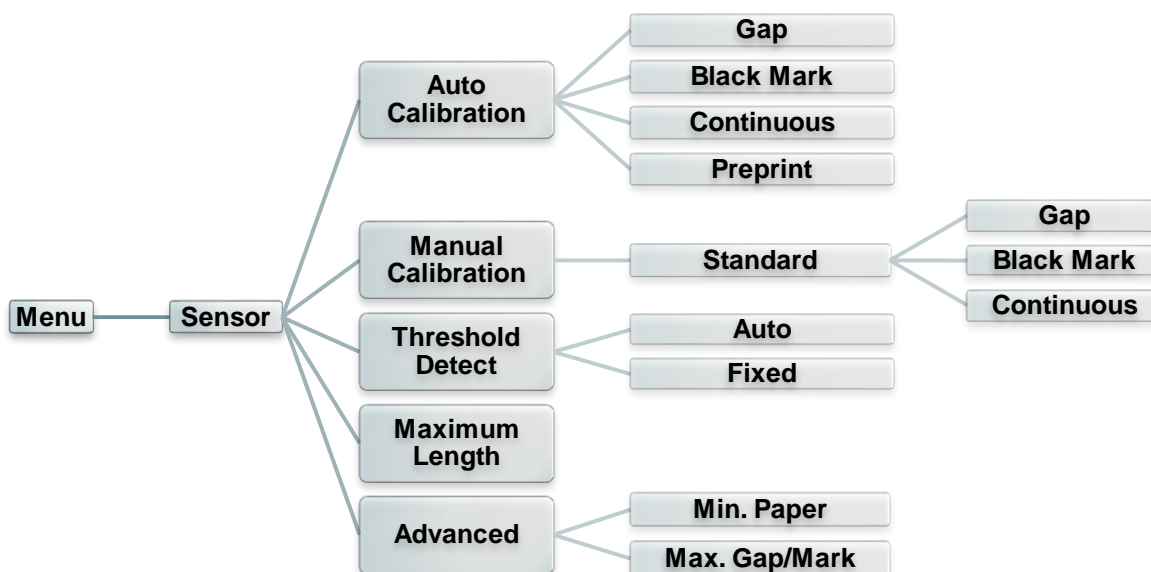 Menu
Sensor
Auto
Calibration
Gap
Black Mark
Continuous
Preprint
Manual
Calibration
Standard
Gap
Black Mark
Continuous
Threshold
Detect
Auto
Fixed
Maximum
Length
Advanced
Min. Paper
Max. Gap/Mark